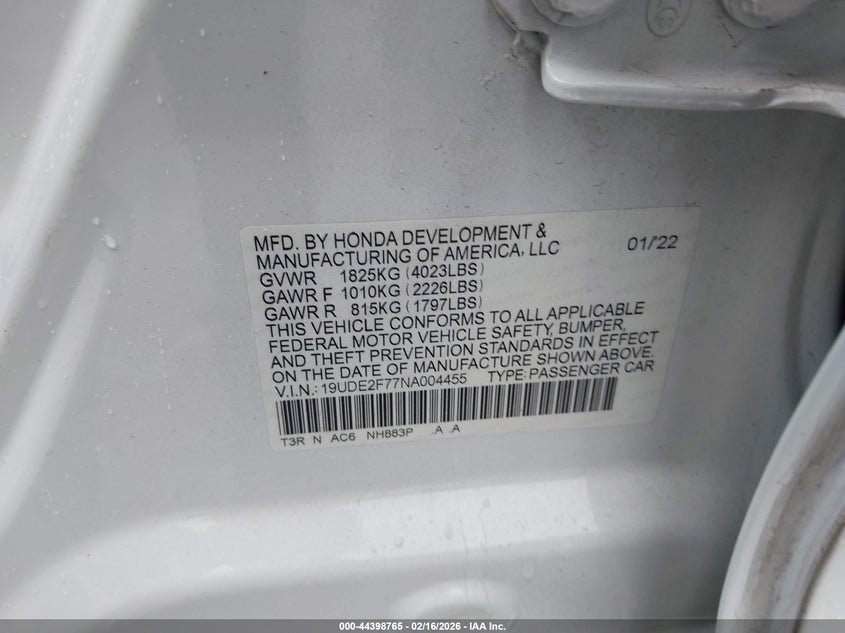 MFD. BY HONDA DEVELOPMENT &
MANUFACTURING OF AMERICA, LLC 01/'22
GVWR 1825KG (4023LBS)
GAWR F 1010KG (2226LBS)
GAWR R 815KG (1797LBS)
THIS VEHICLE CONFORMS TO ALL APPLICABLE
FEDERAL MOTOR VEHICLE SAFETY, BUMPER,
AND THEFT PREVENTION STANDARDS IN EFFECT
ON THE DATE OF MANUFACTURE SHOWN ABOVE.
V.I.N.: 19UDE2F77NA004455 TYPE: PASSENGER CAR
T3R N AC6 NH883P .A .A
000-44398765 - 02/16/2026 - IAA Inc.